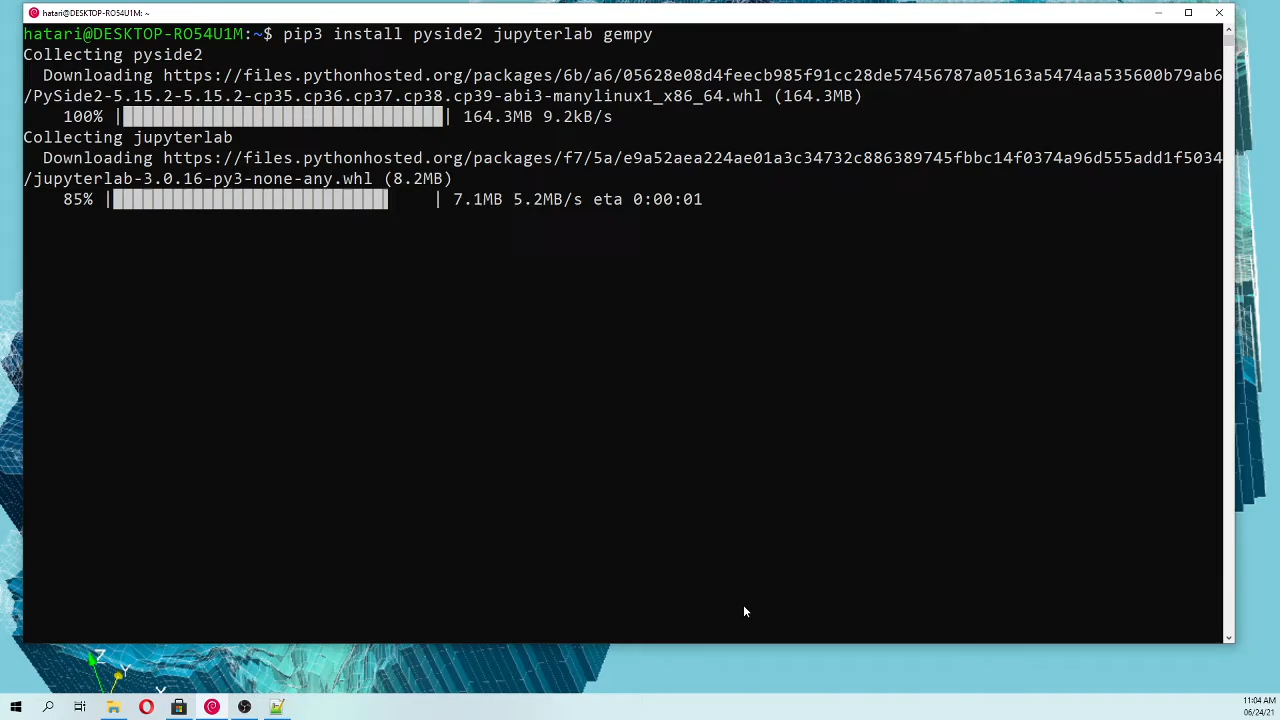 hatari@DESKTOP-RO54U1M: ~
hatari@DESKTOP-RO54U1M:~$ pip3 install pyside2 jupyterlab gempy
Collecting pyside2
Downloading https://files.pythonhosted.org/packages/6b/a6/05628e08d4feecb985f91cc28de57456787a05163a5474aa535600b79ab6
/PySide2-5.15.2-5.15.2-cp35.cp36.cp37.cp38.cp39-abi3-manylinux1_x86_64.whl (164.3MB)
100% || 164.3MB 9.2kB/s
Collecting jupyterlab
Downloading https://files.pythonhosted.org/packages/f7/5a/e9a52aea224ae01a3c34732c886389745fhbc14f0374a96d555add1f5034
/jupyterlab-3.0.16-py3-none-any.whl (8.2MB)
85% | | 7.1MB 5.2MB/s eta 0:00:01
Z
Y
X
11:04 AM
06/24/21